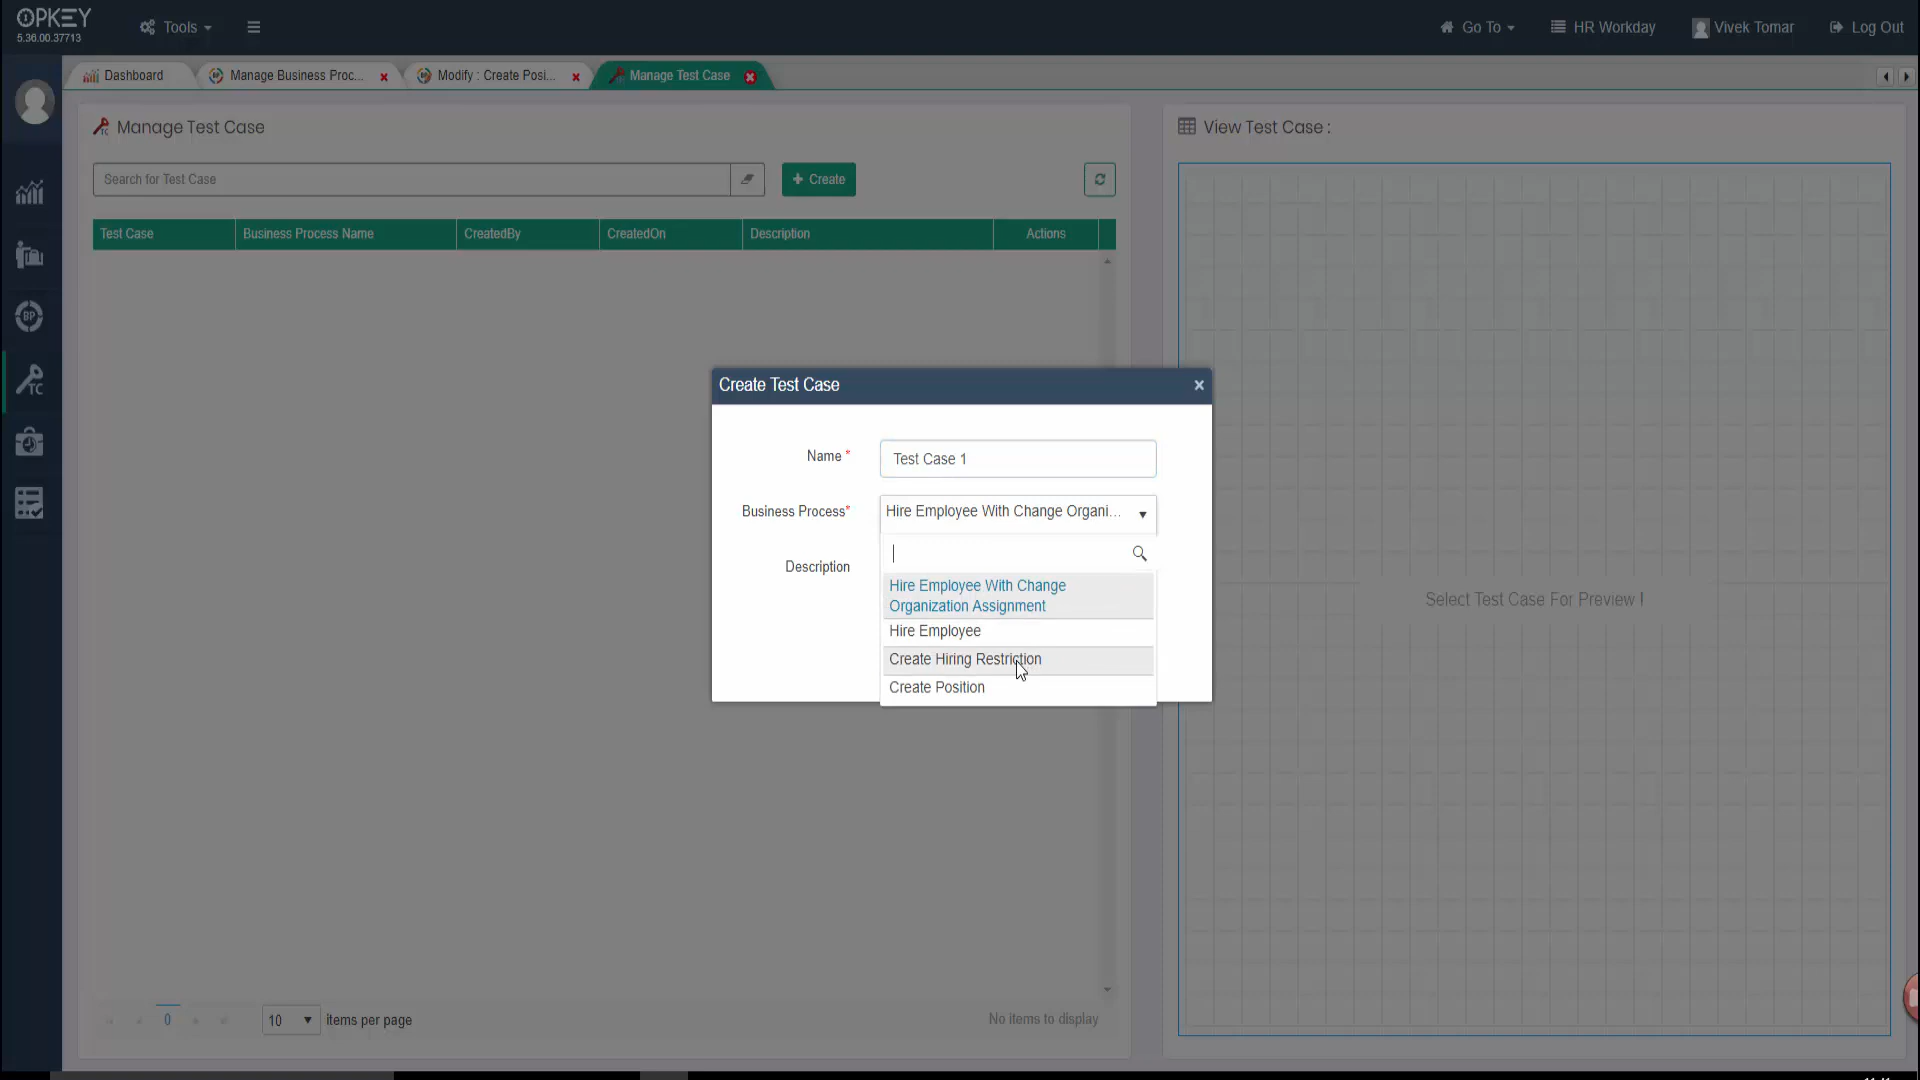 OPKEY
5.36.00.37713
Tools
Go To
HR Workday
Vivek Tomar
Log Out
Dashboard
Manage Business Proc...
Modify : Create Posi...
Manage Test Case
Manage Test Case
View Test Case :
Search for Test Case
Create
Test Case
Business Process Name
CreatedBy
CreatedOn
Description
Actions
BP
TC
Create Test Case
Name *
Test Case 1
Business Process*
Hire Employee With Change Organi...
Description
Hire Employee With Change
Organization Assignment
Hire Employee
Create Hiring Restriction
Create Position
Select Test Case For Preview !
0
10
items per page
No items to display